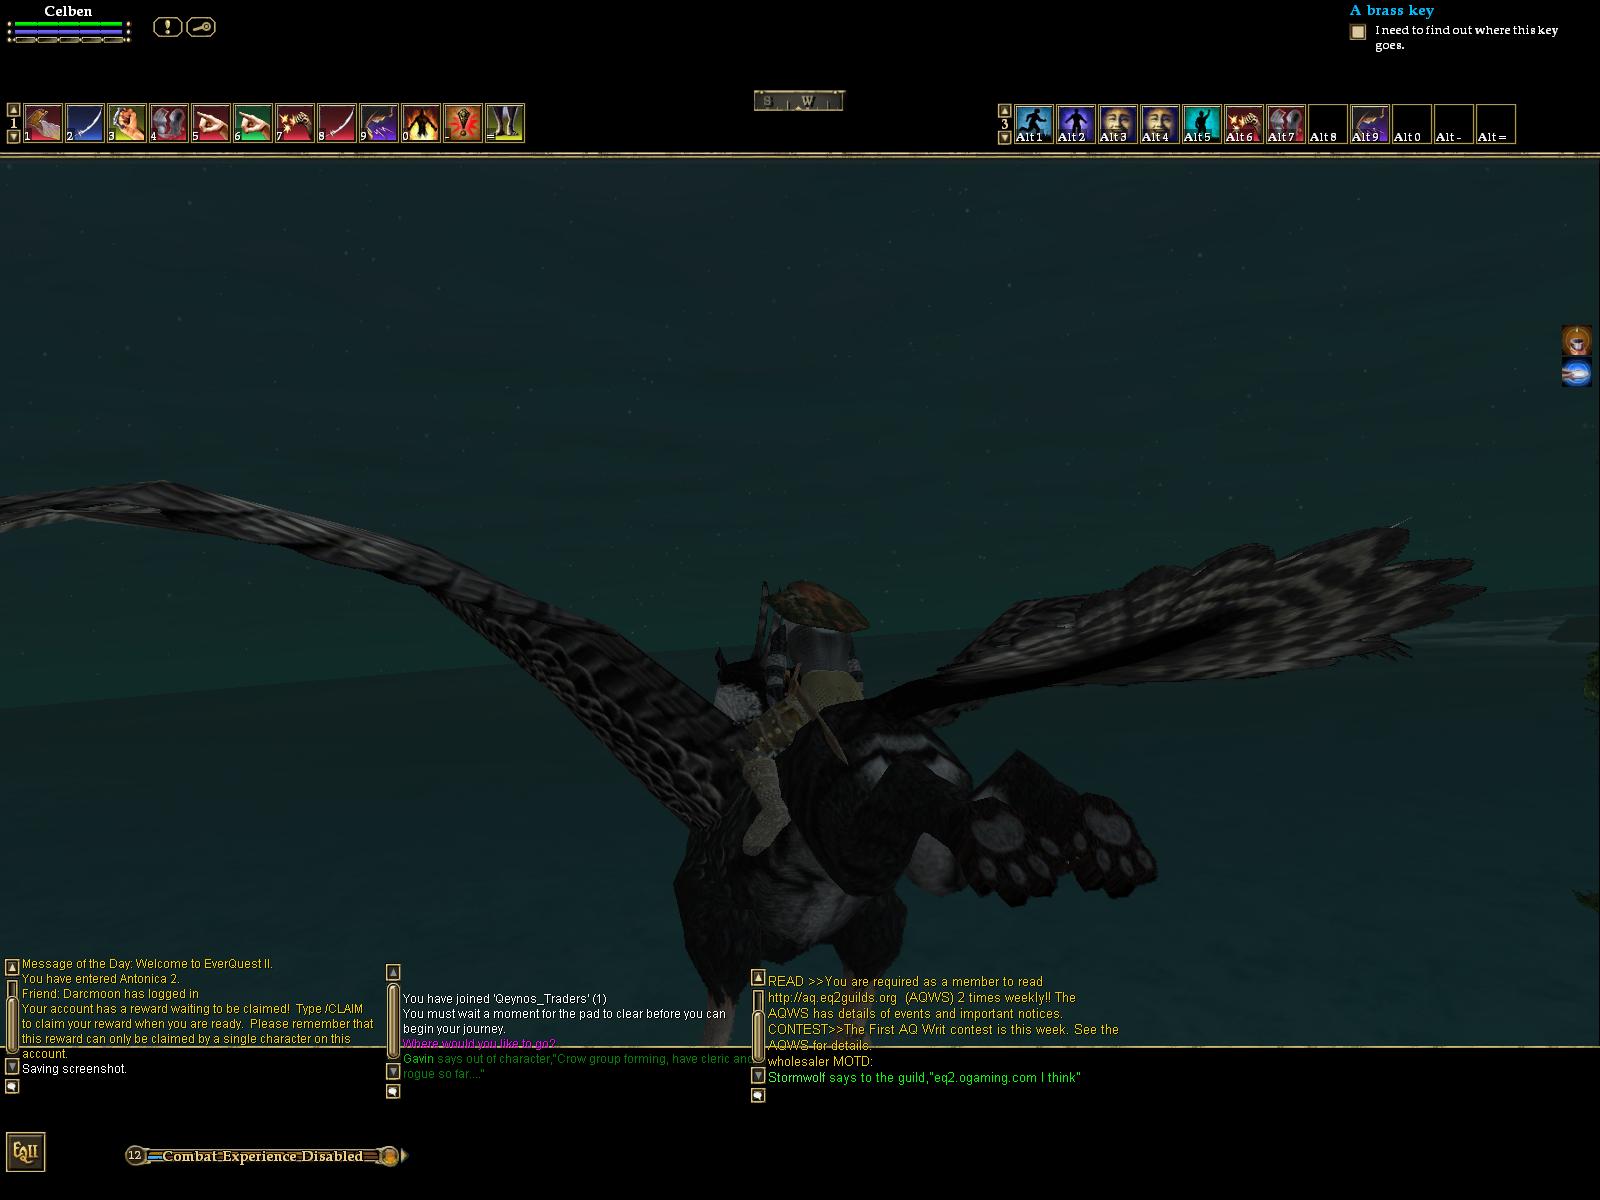 Celben
A brass key
I need to find out where this key
goes.
S W
1
1 2 3 4 5 6 7 8 9 0 - =
3
Alt1 Alt2 Alt3 Alt4 Alt5 Alt6 Alt7 Alt8 Alt9 Alt0 Alt- Alt=
Message of the Day: Welcome to EverQuest II.
You have entered Antonica 2.
Friend: Darcmoon has logged in
Your account has a reward waiting to be claimed!  Type /CLAIM
to claim your reward when you are ready.  Please remember that
this reward can only be claimed by a single character on this
account.
Saving screenshot.
You have joined 'Qeynos_Traders' (1)
You must wait a moment for the pad to clear before you can
begin your journey.
Where would you like to go?
Gavin says out of character,"Crow group forming, have cleric and
rogue so far...."
READ >>You are required as a member to read
http://aq.eq2guilds.org  (AQWS) 2 times weekly!! The
AQWS has details of events and important notices.
CONTEST>>The First AQ Writ contest is this week. See the
AQWS for details.
wholesaler MOTD:
Stormwolf says to the guild,"eq2.ogaming.com I think"
EQII
12 Combat Experience Disabled